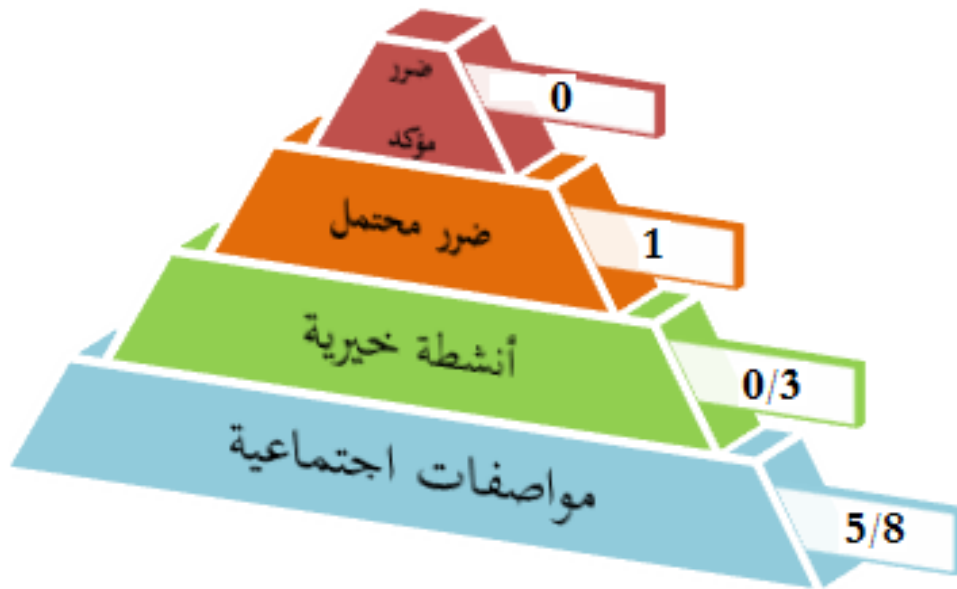 ضرر
مؤكد
0
ضرر محتمل
1
أنشطة خيرية
0/3
مواصفات اجتماعية
5/8